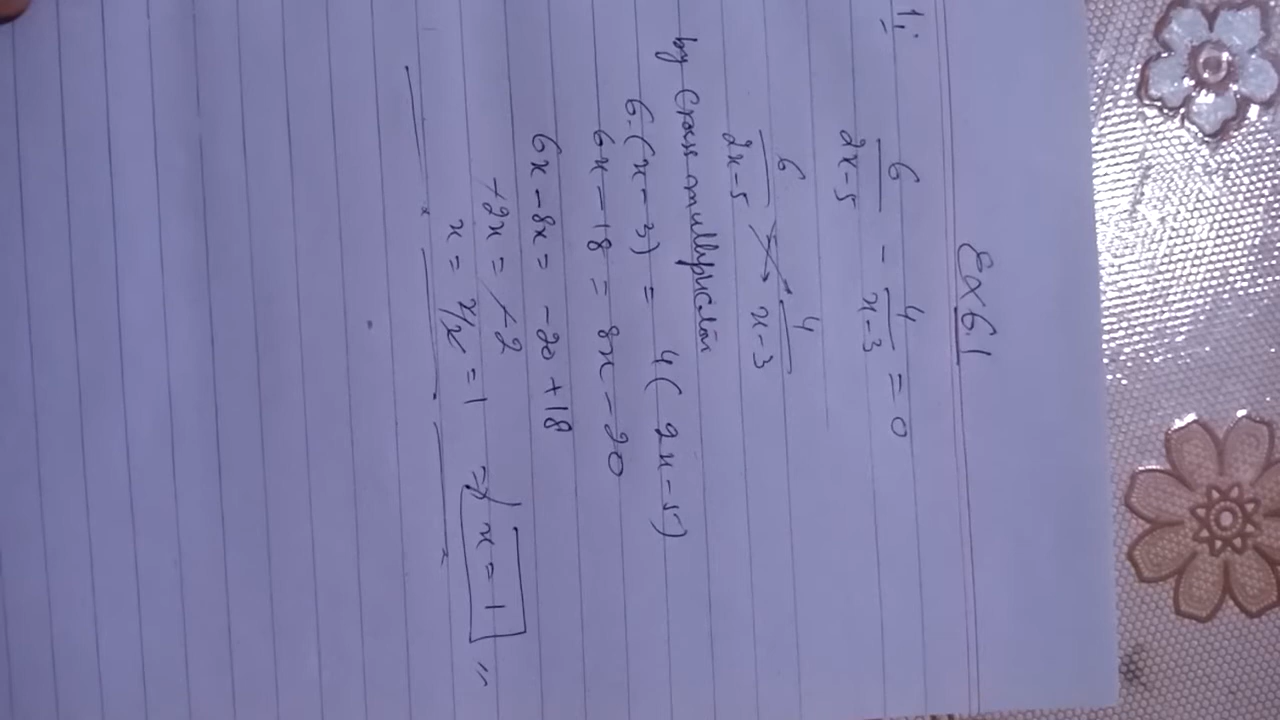 Ex 6.1
1; 6/2x-5 - 4/x-3 = 0
6/2x-5 = 4/x-3
by Cross
6.(x-3) = 4(2x-5)
6x-18 = 8x-20
6x-8x = -20+18
-2x = -2
x = 2/2 = 1 ⇒ x = 1